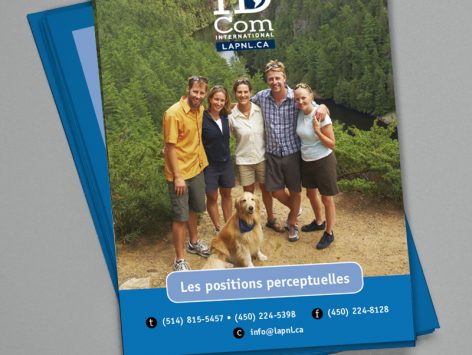 ID
Com
INTERNATIONAL
LAPNL.CA
Les positions perceptuelles
t (514) 815-5457 • (450) 224-5398 f (450) 224-8128
c info@lapnl.ca